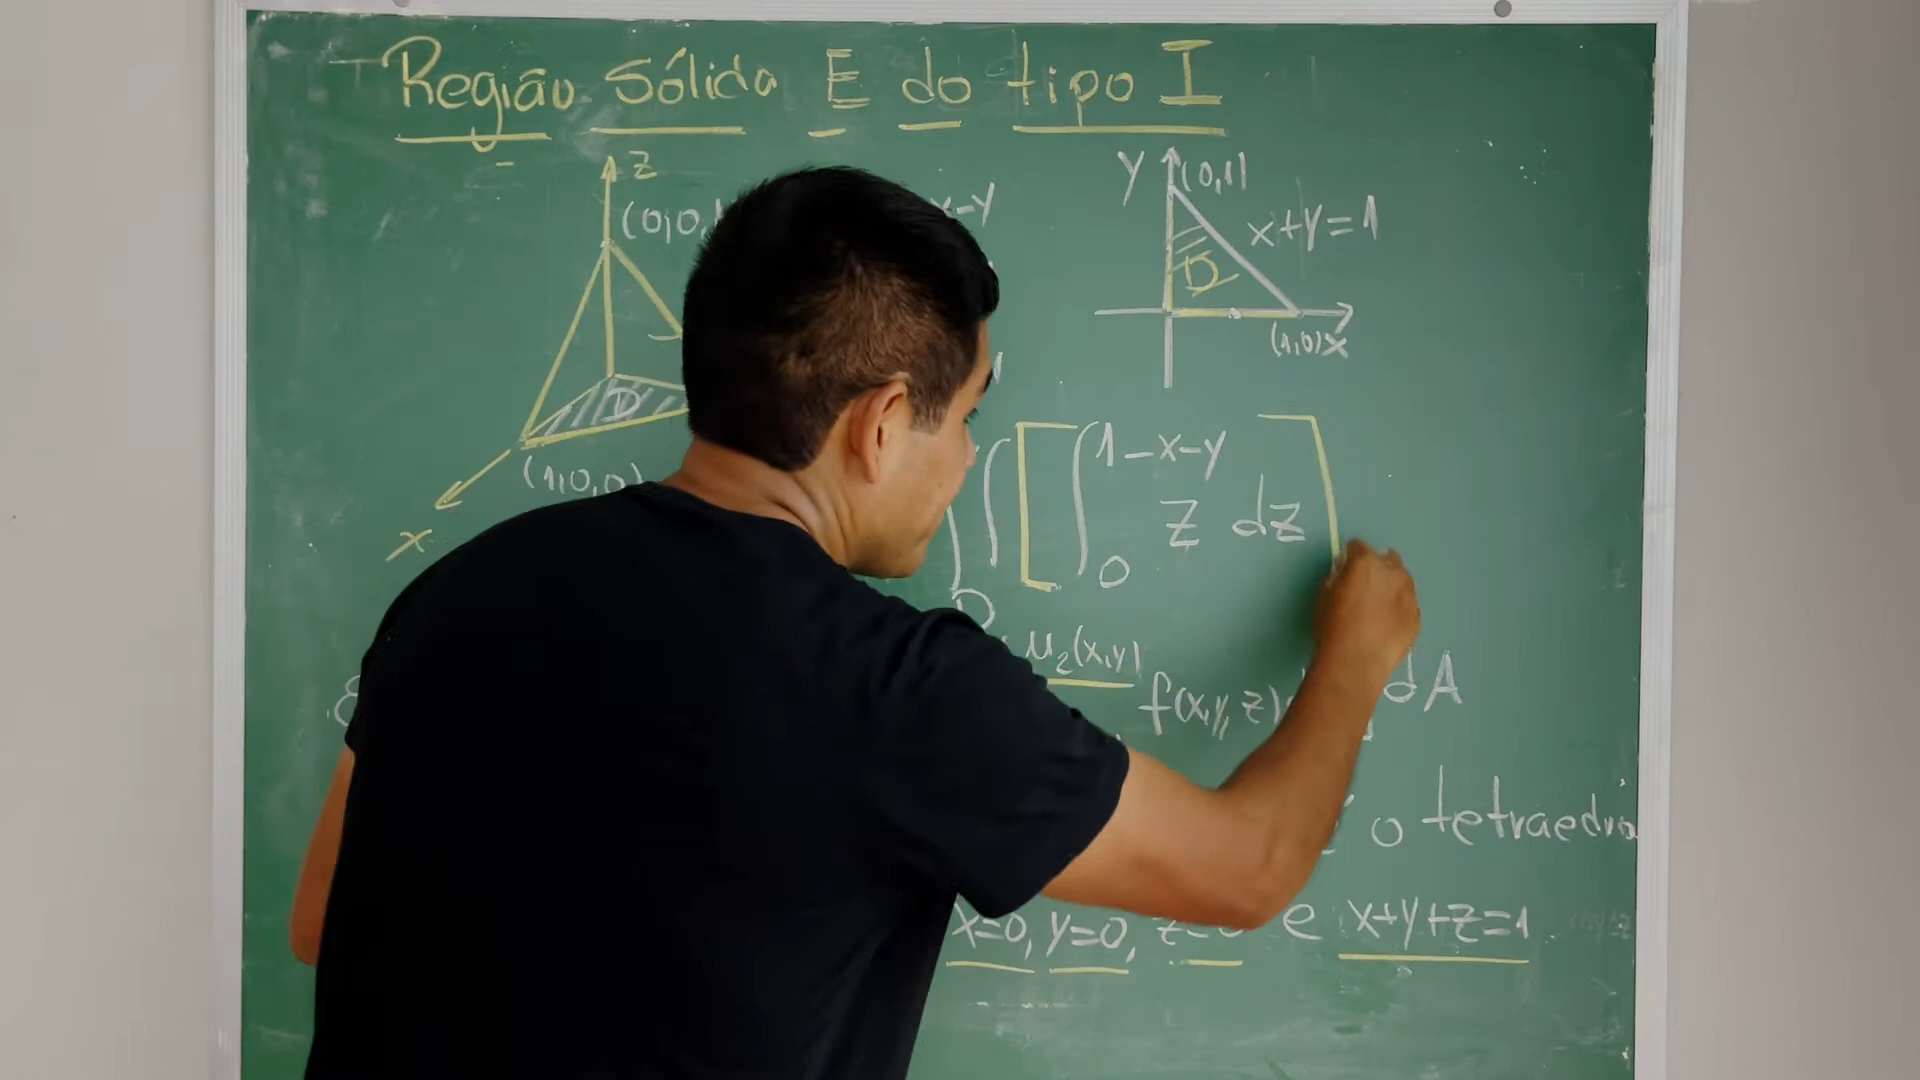 Região Sólida E do tipo I
Z
(0,0,
x-y
Y
(0,1)
x+y=1
D
(1,0)
x
D
(1,0,0)
x
∫∫ [ ∫ 1-x-y
z dz
0
D
u₂(x,y)
f(x,y,z)
dA
o tetraedro
x=0, y=0, z=0 e x+y+z=1